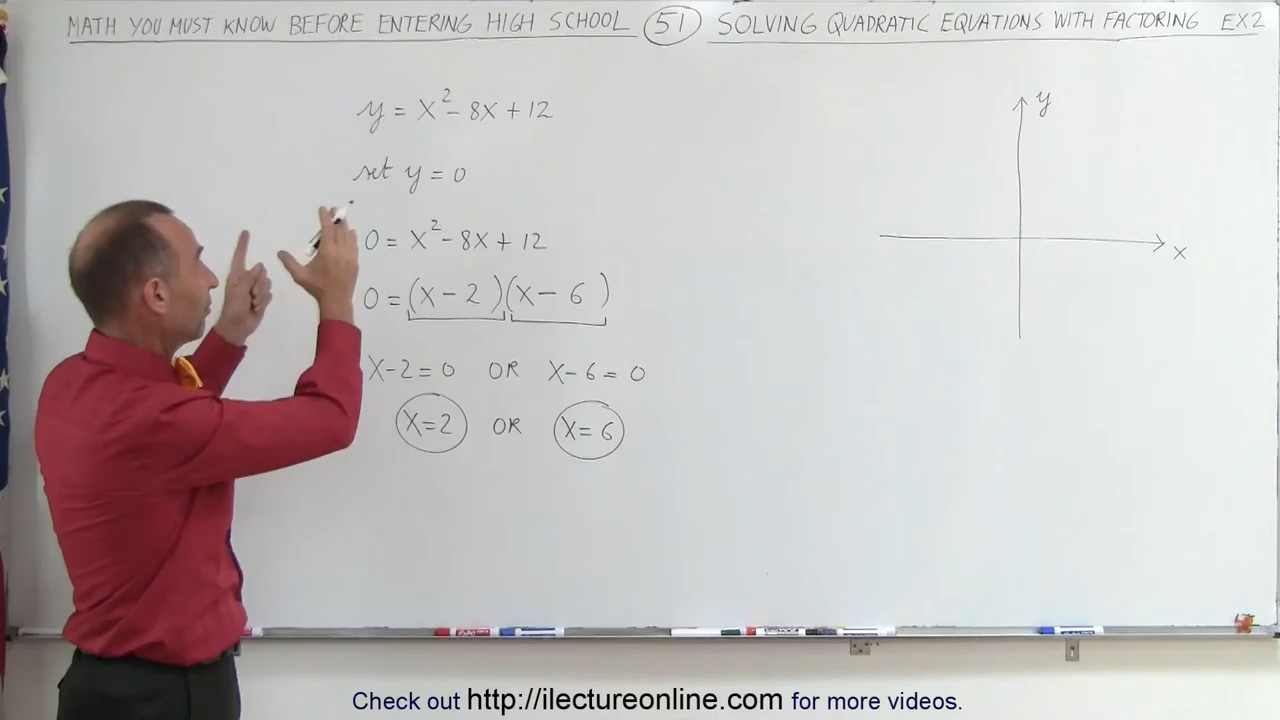 MATH YOU MUST KNOW BEFORE ENTERING HIGH SCHOOL 51 SOLVING QUADRATIC EQUATIONS WITH FACTORING EX2
y = x² - 8x + 12
set y = 0
0 = x² - 8x + 12
0 = (x - 2)(x - 6)
x - 2 = 0 OR x - 6 = 0
x = 2 OR x = 6
y
x
Check out http://ilectureonline.com for more videos.